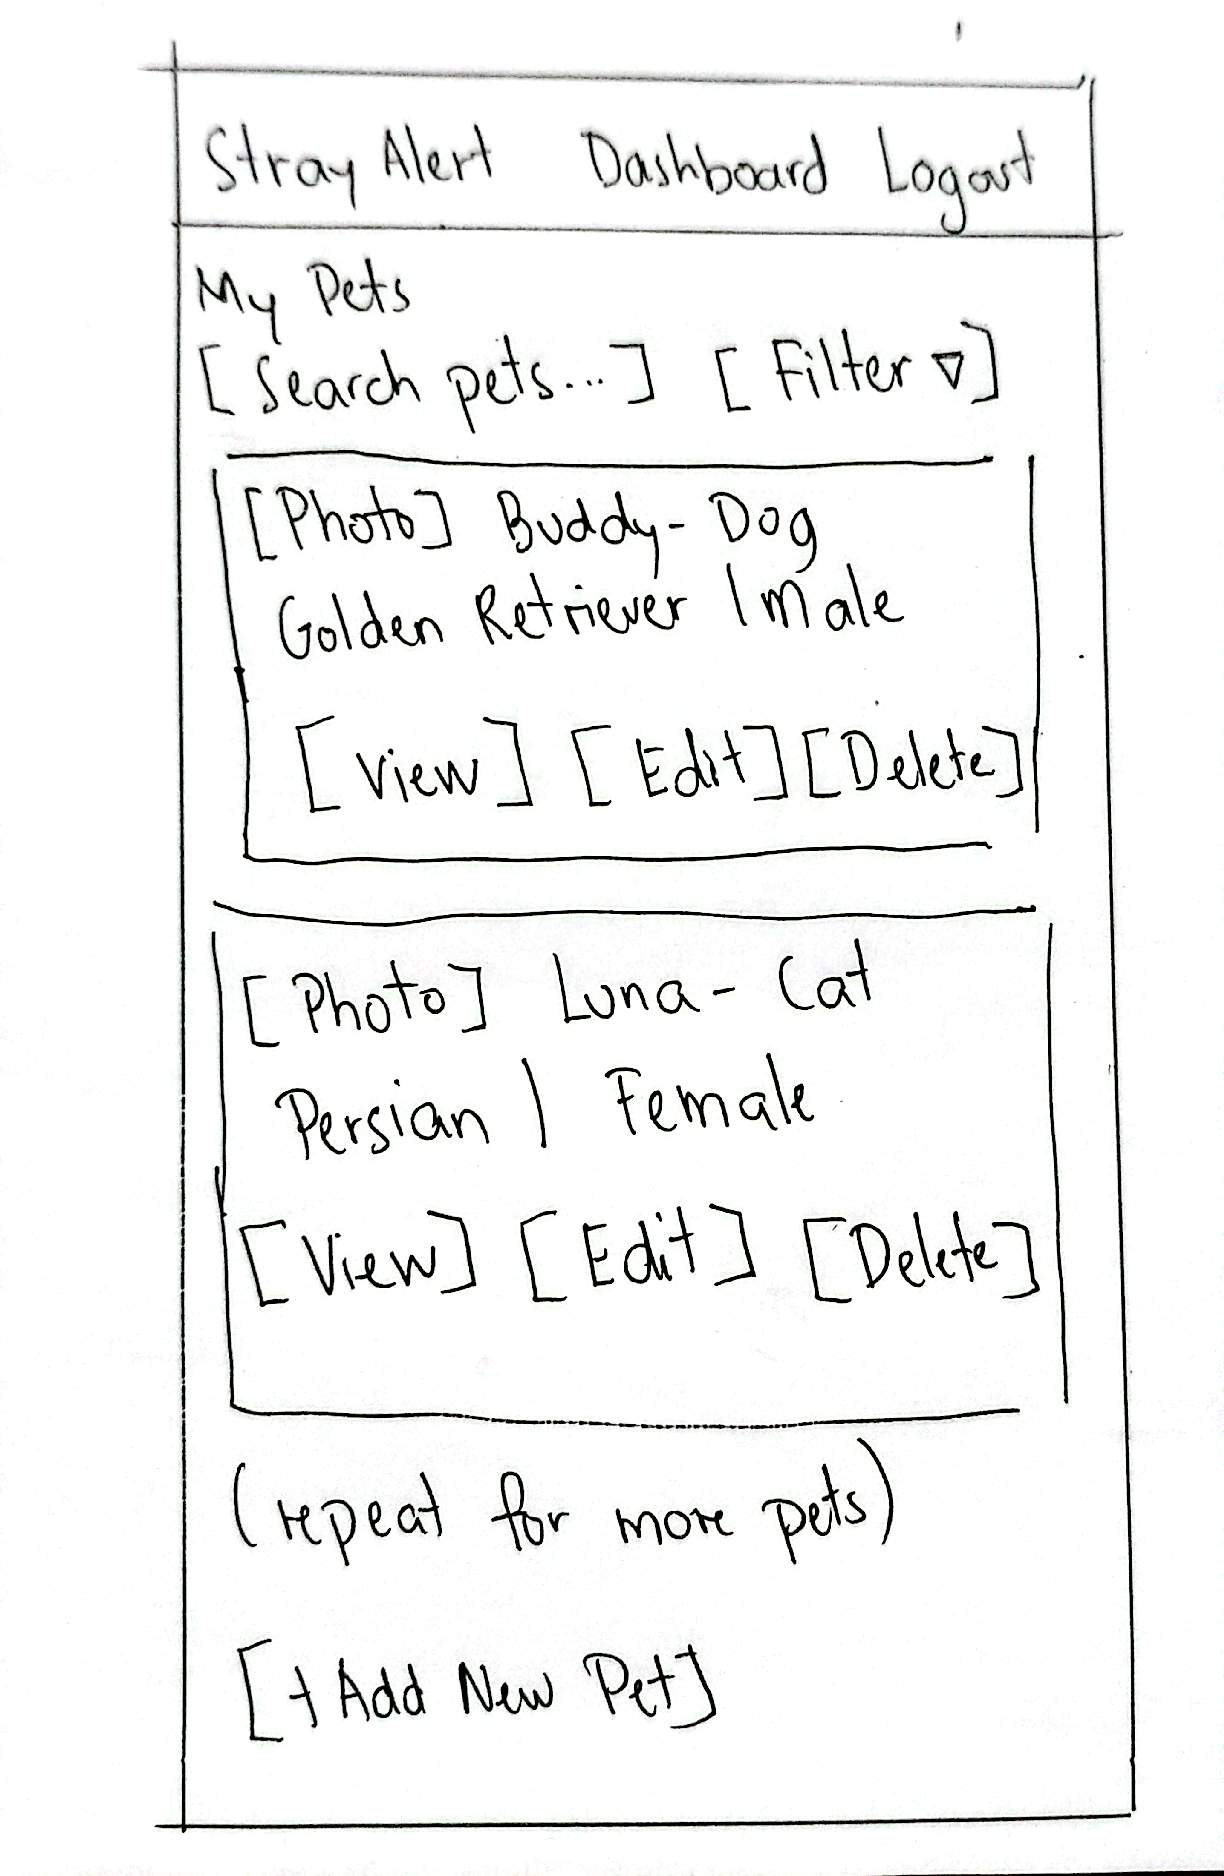 Stray Alert Dashboard Logout
My Pets
[Search pets...] [Filter ▽]
[Photo] Buddy - Dog
Golden Retriever | Male
[View] [Edit] [Delete]
[Photo] Luna - Cat
Persian | Female
[View] [Edit] [Delete]
(repeat for more pets)
[+ Add New Pet]